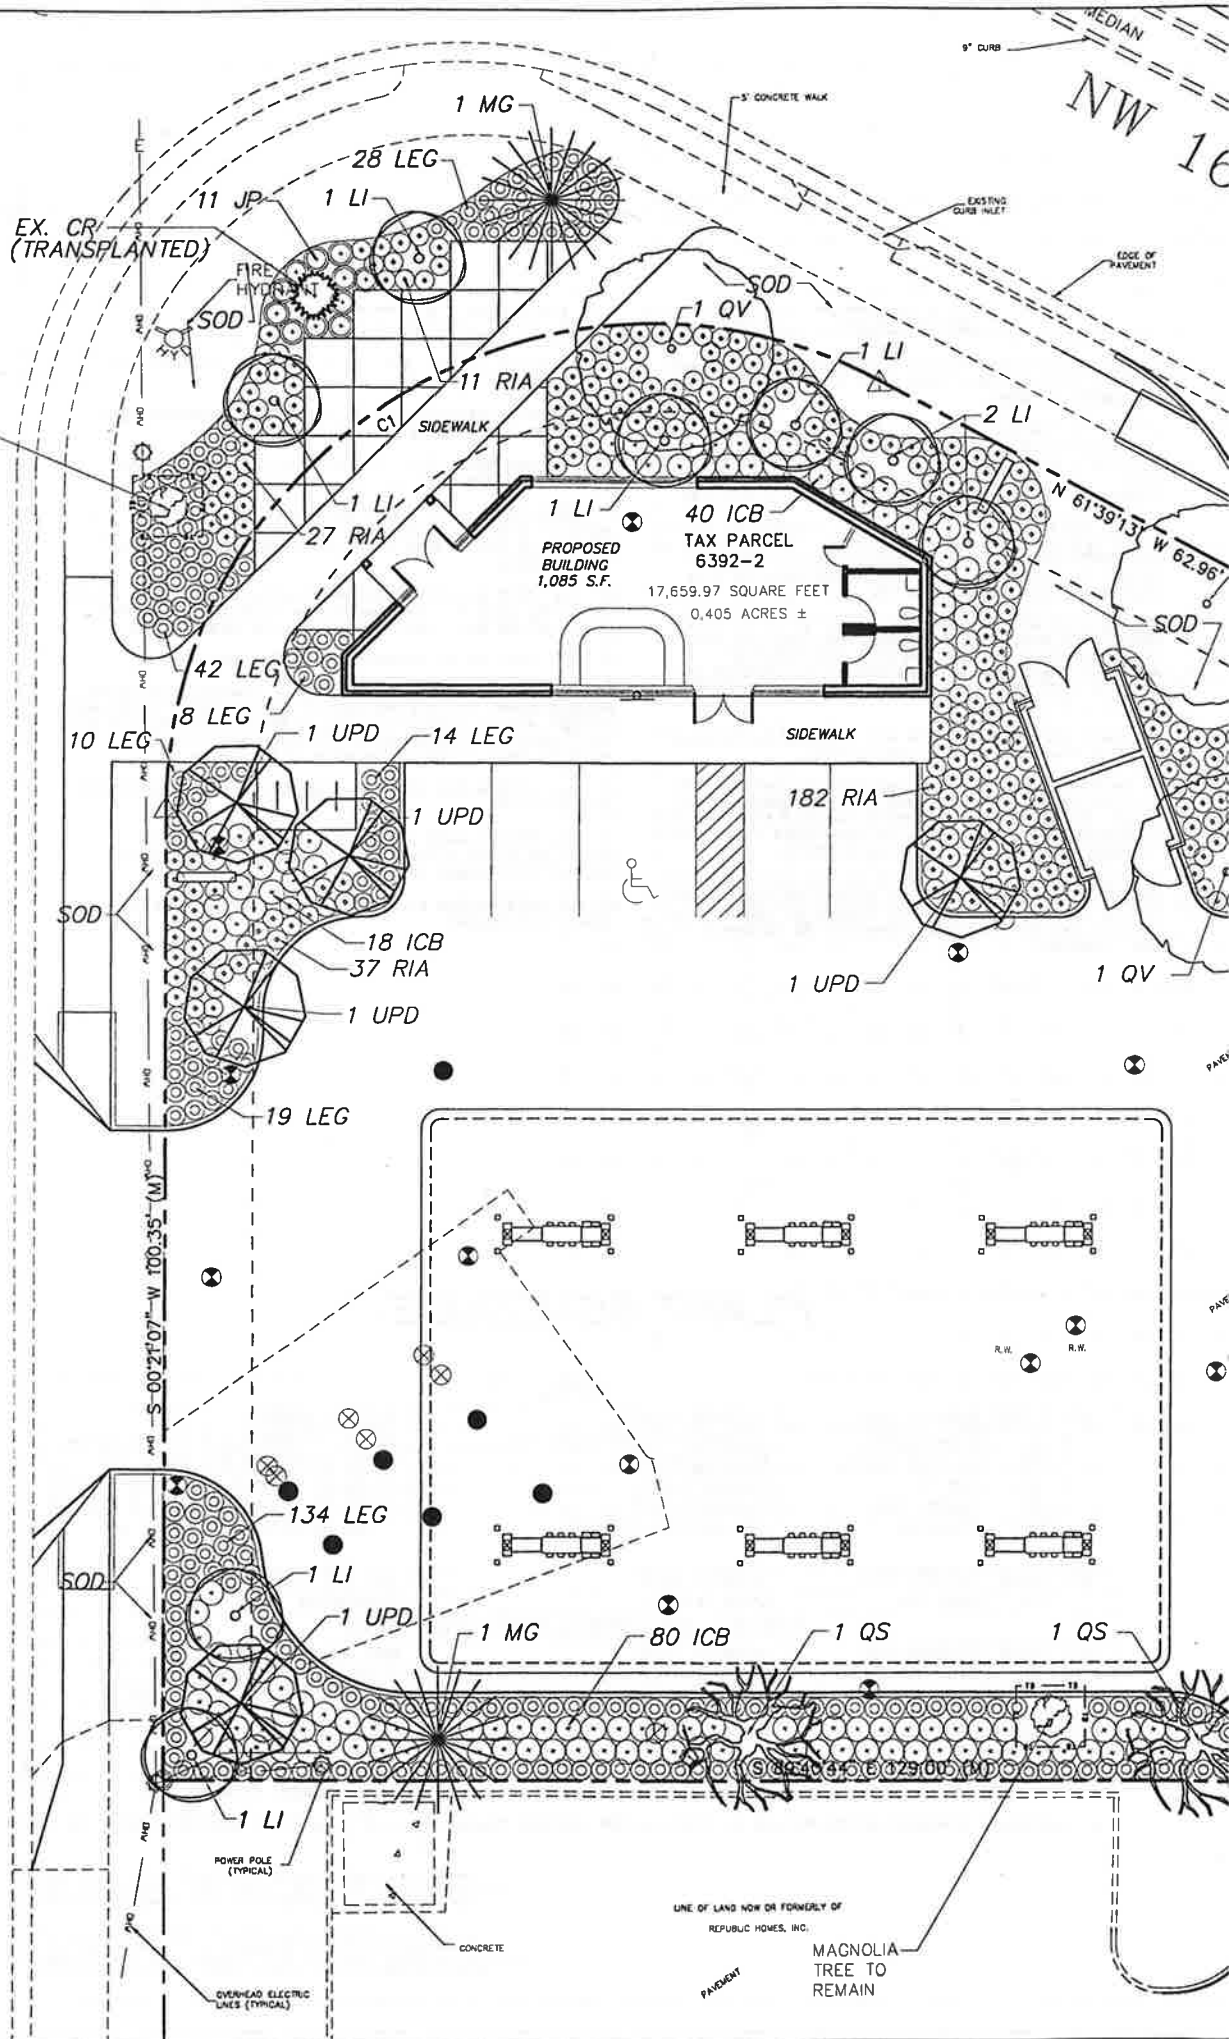 MEDIAN
9" CURB
NW 16
5' CONCRETE WALK
1 MG
28 LEG
11 JP
1 LI
EX. CR
(TRANSPLANTED)
EXISTING
CURB INLET
EDGE OF
PAVEMENT
E
OHW
FIRE
HYDRANT
SOD
HYD
SOD
1 QV
1 LI
11 RIA
C7
SIDEWALK
2 LI
1 LI
27 RIA
1 LI
40 ICB
TAX PARCEL
6392-2
PROPOSED
BUILDING
1,085 S.F.
17,659.97 SQUARE FEET
0.405 ACRES ±
N 61°39'13" W 62.96'
SOD
42 LEG
8 LEG
10 LEG
1 UPD
14 LEG
SIDEWALK
1 UPD
182 RIA
SOD
18 ICB
37 RIA
1 UPD
1 UPD
1 QV
19 LEG
S 00°21'07" W 100.35' (M)
R.W.
R.W.
134 LEG
SOD
1 LI
1 UPD
1 MG
80 ICB
1 QS
1 QS
TB
TB
S 89°40'44" E 129.00' (M)
1 LI
POWER POLE
(TYPICAL)
CONCRETE
LINE OF LAND NOW OR FORMERLY OF
REPUBLIC HOMES, INC.
MAGNOLIA
TREE TO
REMAIN
PAVEMENT
OVERHEAD ELECTRIC
LINES (TYPICAL)